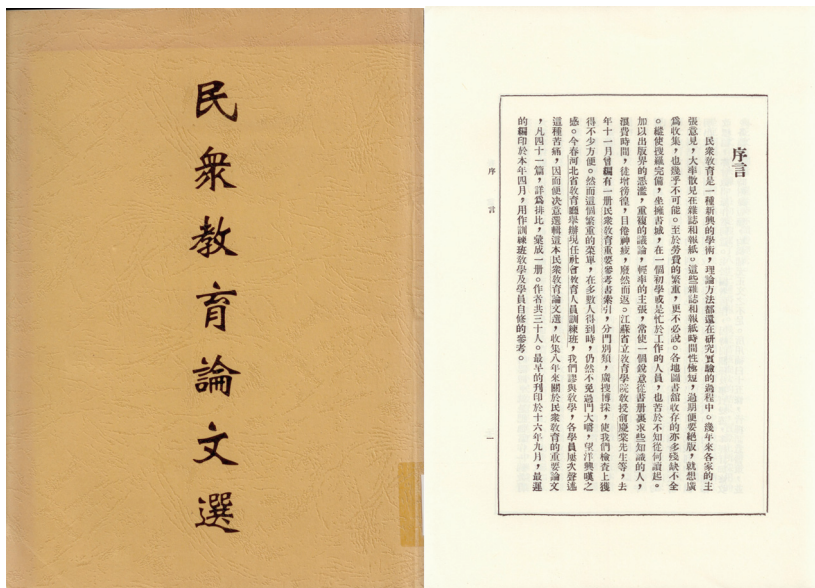 民衆教育論文選
序言
民衆教育是一種新興的學術，理論方法都還在研究實驗的過程中。幾年來各家的主
張意見，大率散見在雜誌和報紙。這些雜誌和報紙時間性極短，過期便要絕版，就想廣
爲收集，也幾乎不可能。至於勞費的繁重，更不必說。各地圖書舘收存的亦多殘缺不全
。縱使搜羅完備，坐擁書城，在一個初學或是忙於工作的人員，也苦於不知從何讀起。
加以出版界的濫，重複的議論，輕率的主張，常使一個銳意從書册裏求些知識的人，
浪費時間，徒增徬徨，目倦神疲，廢然而返。江蘇省立教育學院教授俞慶棠先生等，去
年十一月曾編有一册民衆教育重要參考書索引，分門別類，廣搜博採，使我們檢查上獲
得不少方便。然而這個繁重的菜單，在多數人得到時，仍然不免過門大嚼，望洋興嘆之
感。今春河北省教育廳舉辦現任社會教育人員訓練班，我們謬與教學，各學員屢次聲述
這種苦痛，因而便決意選輯這本民衆教育論文選，收集八年來關於民衆教育的重要論文
，凡四十一篇，詳爲排比，彙成一册。作者共三十人。最早的刊印於十六年九月，最遲
的編印於本年四月，用作訓練班教學及學員自修的參考。
序言
一